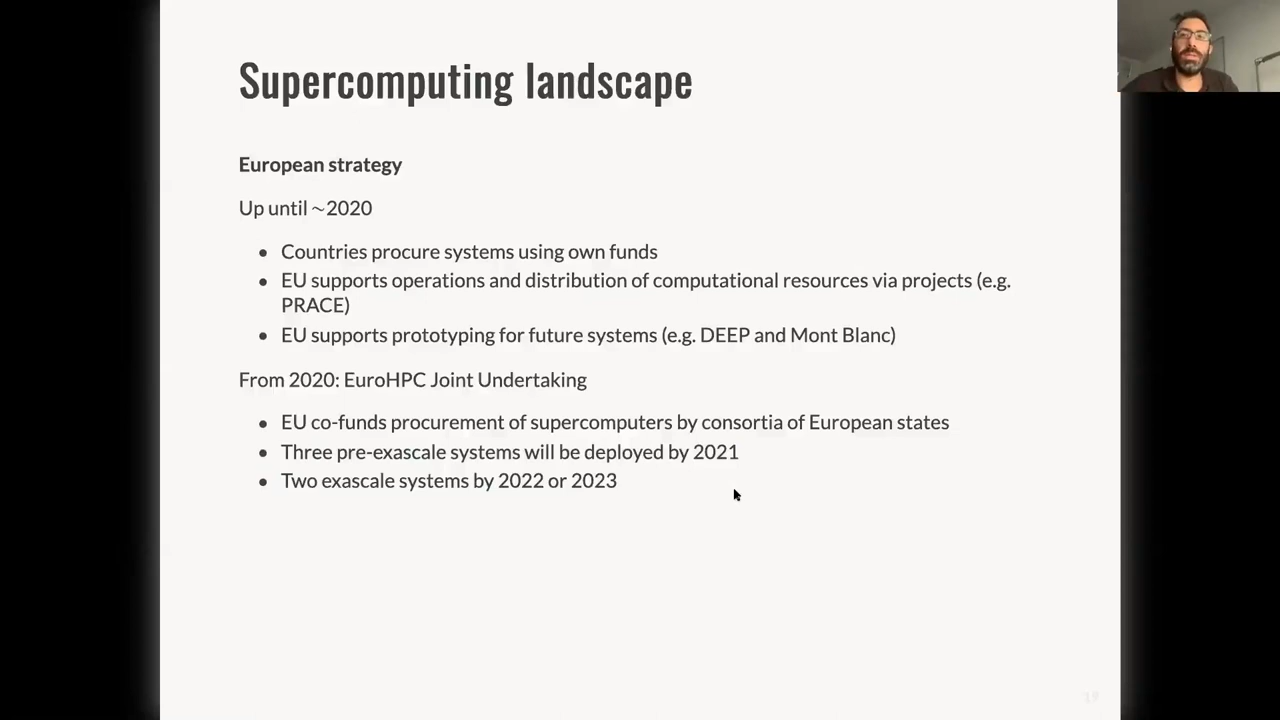 Supercomputing landscape
European strategy
Up until ~2020
• Countries procure systems using own funds
• EU supports operations and distribution of computational resources via projects (e.g.
PRACE)
• EU supports prototyping for future systems (e.g. DEEP and Mont Blanc)
From 2020: EuroHPC Joint Undertaking
• EU co-funds procurement of supercomputers by consortia of European states
• Three pre-exascale systems will be deployed by 2021
• Two exascale systems by 2022 or 2023
19